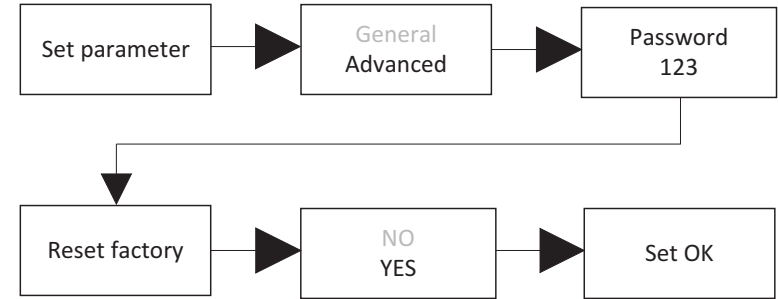 Set parameter
General
Advanced
Password
123
Reset factory
NO
YES
Set OK